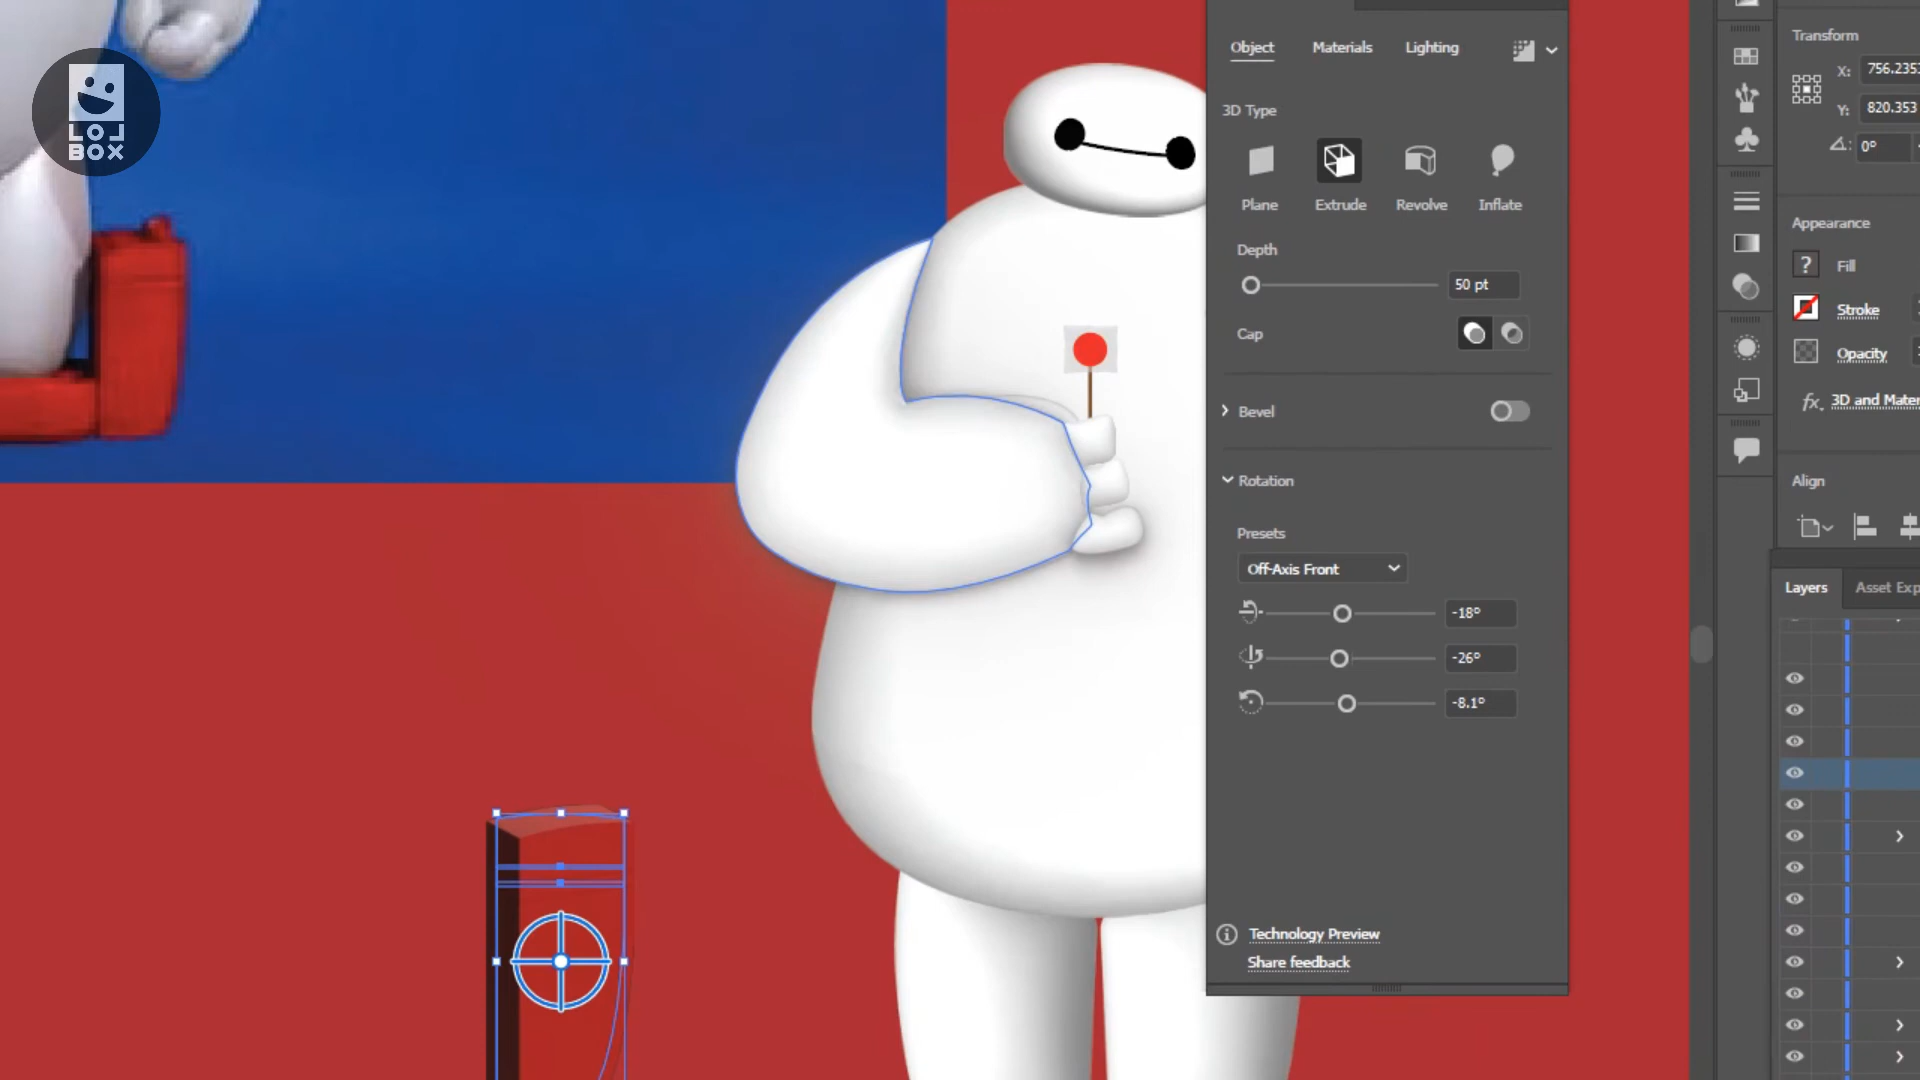 LOL
BOX
Object
Materials
Lighting
3D Type
Plane
Extrude
Revolve
Inflate
Depth
50 pt
Cap
Bevel
Rotation
Presets
Off-Axis Front
-18°
-26°
-8.1°
Technology Preview
Share feedback
Transform
X:
756.2353
Y:
820.353
0°
Appearance
?
Fill
Stroke
Opacity
fx
3D and Mater
Align
Layers
Asset Exp